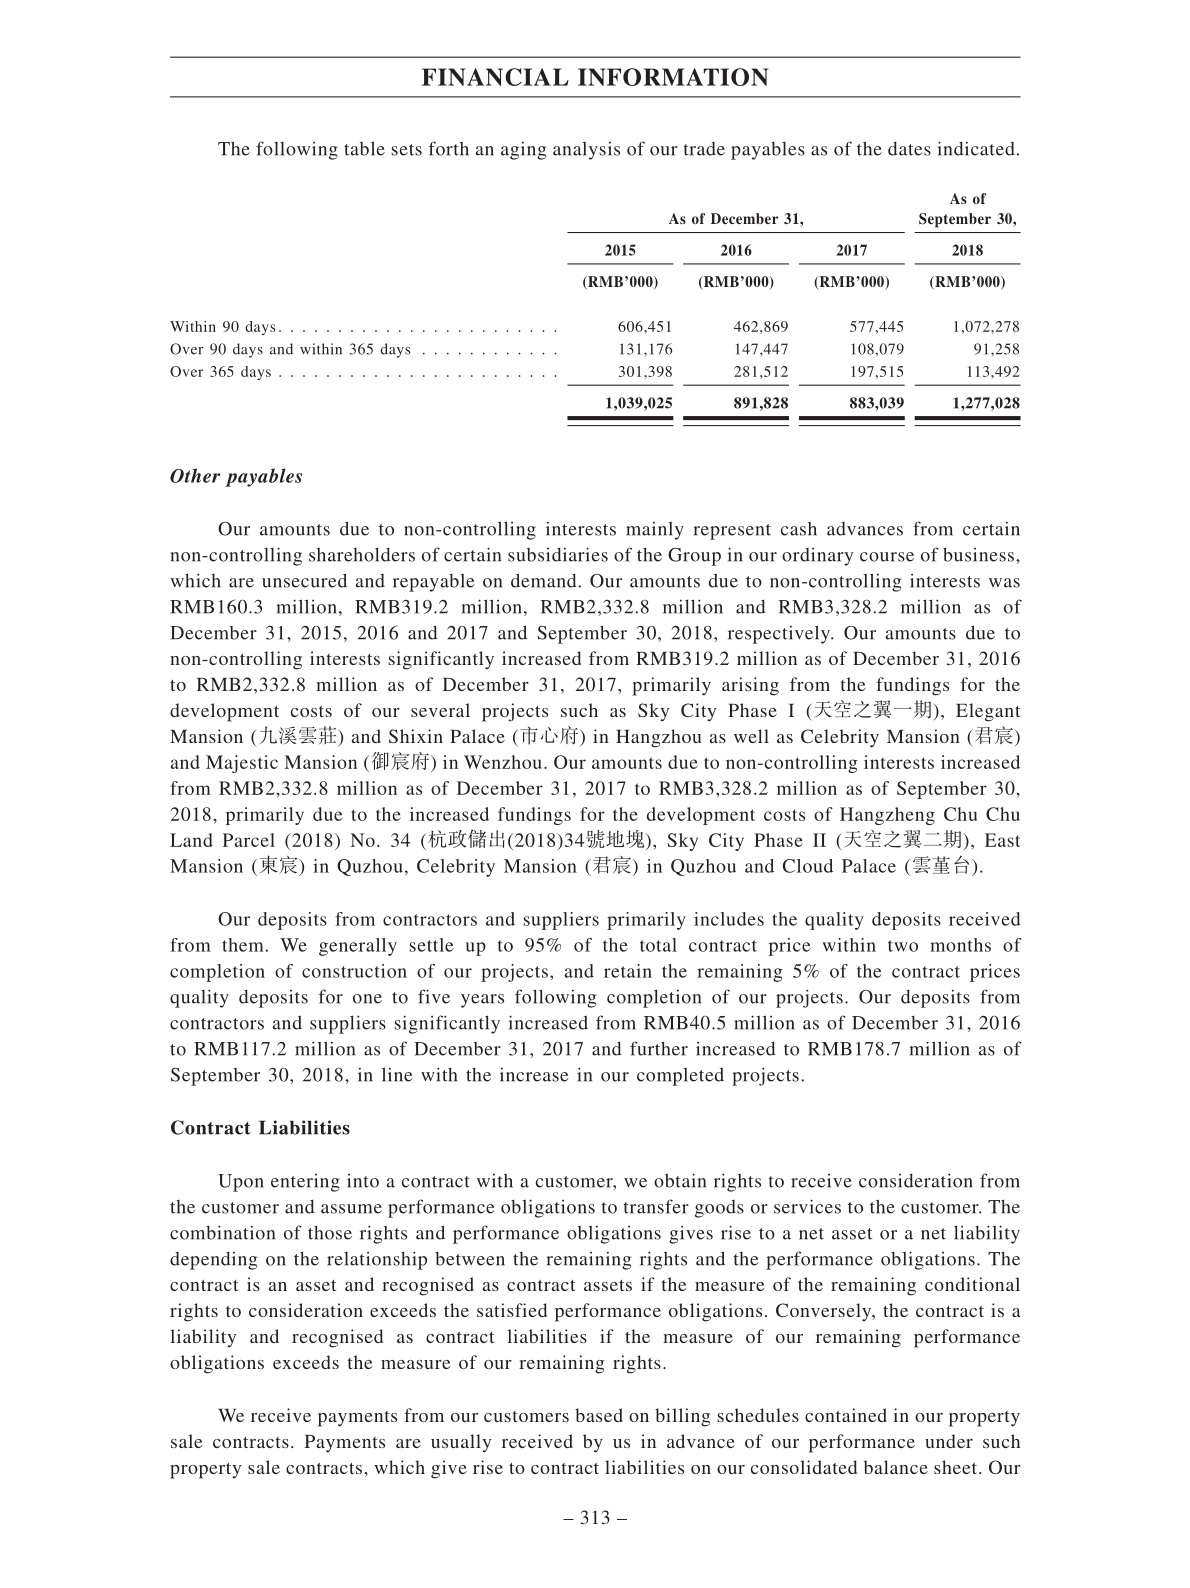 FINANCIAL INFORMATION
The following table sets forth an aging analysis of our trade payables as of the dates indicated.
As of December 31, As of September 30,
2015 2016 2017 2018
(RMB’000) (RMB’000) (RMB’000) (RMB’000)
Within 90 days. . . . . . . . . . . . . . . . . . . . . . . . 606,451 462,869 577,445 1,072,278
Over 90 days and within 365 days . . . . . . . . . . . . 131,176 147,447 108,079 91,258
Over 365 days . . . . . . . . . . . . . . . . . . . . . . . . 301,398 281,512 197,515 113,492
1,039,025 891,828 883,039 1,277,028
Other payables
Our amounts due to non-controlling interests mainly represent cash advances from certain
non-controlling shareholders of certain subsidiaries of the Group in our ordinary course of business,
which are unsecured and repayable on demand. Our amounts due to non-controlling interests was
RMB160.3 million, RMB319.2 million, RMB2,332.8 million and RMB3,328.2 million as of
December 31, 2015, 2016 and 2017 and September 30, 2018, respectively. Our amounts due to
non-controlling interests significantly increased from RMB319.2 million as of December 31, 2016
to RMB2,332.8 million as of December 31, 2017, primarily arising from the fundings for the
development costs of our several projects such as Sky City Phase I (天空之翼一期), Elegant
Mansion (九溪雲莊) and Shixin Palace (市心府) in Hangzhou as well as Celebrity Mansion (君宸)
and Majestic Mansion (御宸府) in Wenzhou. Our amounts due to non-controlling interests increased
from RMB2,332.8 million as of December 31, 2017 to RMB3,328.2 million as of September 30,
2018, primarily due to the increased fundings for the development costs of Hangzheng Chu Chu
Land Parcel (2018) No. 34 (杭政儲出(2018)34號地塊), Sky City Phase II (天空之翼二期), East
Mansion (東宸) in Quzhou, Celebrity Mansion (君宸) in Quzhou and Cloud Palace (雲堇台).
Our deposits from contractors and suppliers primarily includes the quality deposits received
from them. We generally settle up to 95% of the total contract price within two months of
completion of construction of our projects, and retain the remaining 5% of the contract prices
quality deposits for one to five years following completion of our projects. Our deposits from
contractors and suppliers significantly increased from RMB40.5 million as of December 31, 2016
to RMB117.2 million as of December 31, 2017 and further increased to RMB178.7 million as of
September 30, 2018, in line with the increase in our completed projects.
Contract Liabilities
Upon entering into a contract with a customer, we obtain rights to receive consideration from
the customer and assume performance obligations to transfer goods or services to the customer. The
combination of those rights and performance obligations gives rise to a net asset or a net liability
depending on the relationship between the remaining rights and the performance obligations. The
contract is an asset and recognised as contract assets if the measure of the remaining conditional
rights to consideration exceeds the satisfied performance obligations. Conversely, the contract is a
liability and recognised as contract liabilities if the measure of our remaining performance
obligations exceeds the measure of our remaining rights.
We receive payments from our customers based on billing schedules contained in our property
sale contracts. Payments are usually received by us in advance of our performance under such
property sale contracts, which give rise to contract liabilities on our consolidated balance sheet. Our
– 313 –